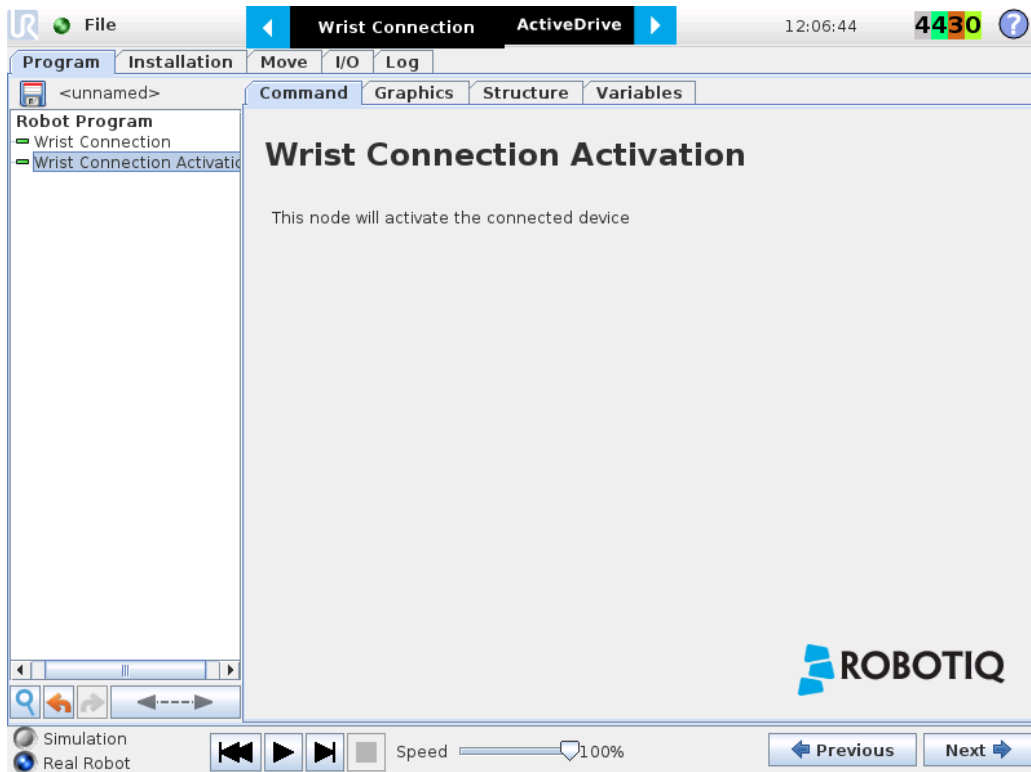 UR File Wrist Connection ActiveDrive 12:06:44 4430 ?
Program Installation Move I/O Log
<unnamed> Command Graphics Structure Variables
Robot Program
Wrist Connection
Wrist Connection Activatio
Wrist Connection Activation
This node will activate the connected device
ROBOTIQ
Simulation
Real Robot
Speed 100% Previous Next